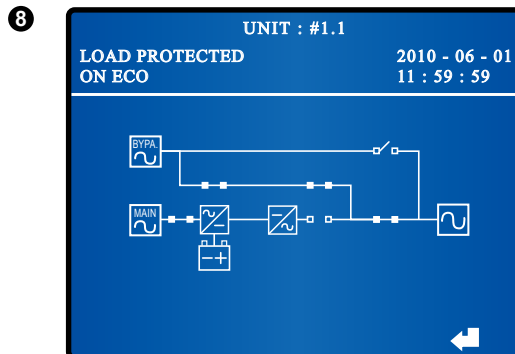 8
UNIT : #1.1
LOAD PROTECTED
2010 - 06 - 01
ON ECO
11 : 59 : 59
BYPA.
MAIN